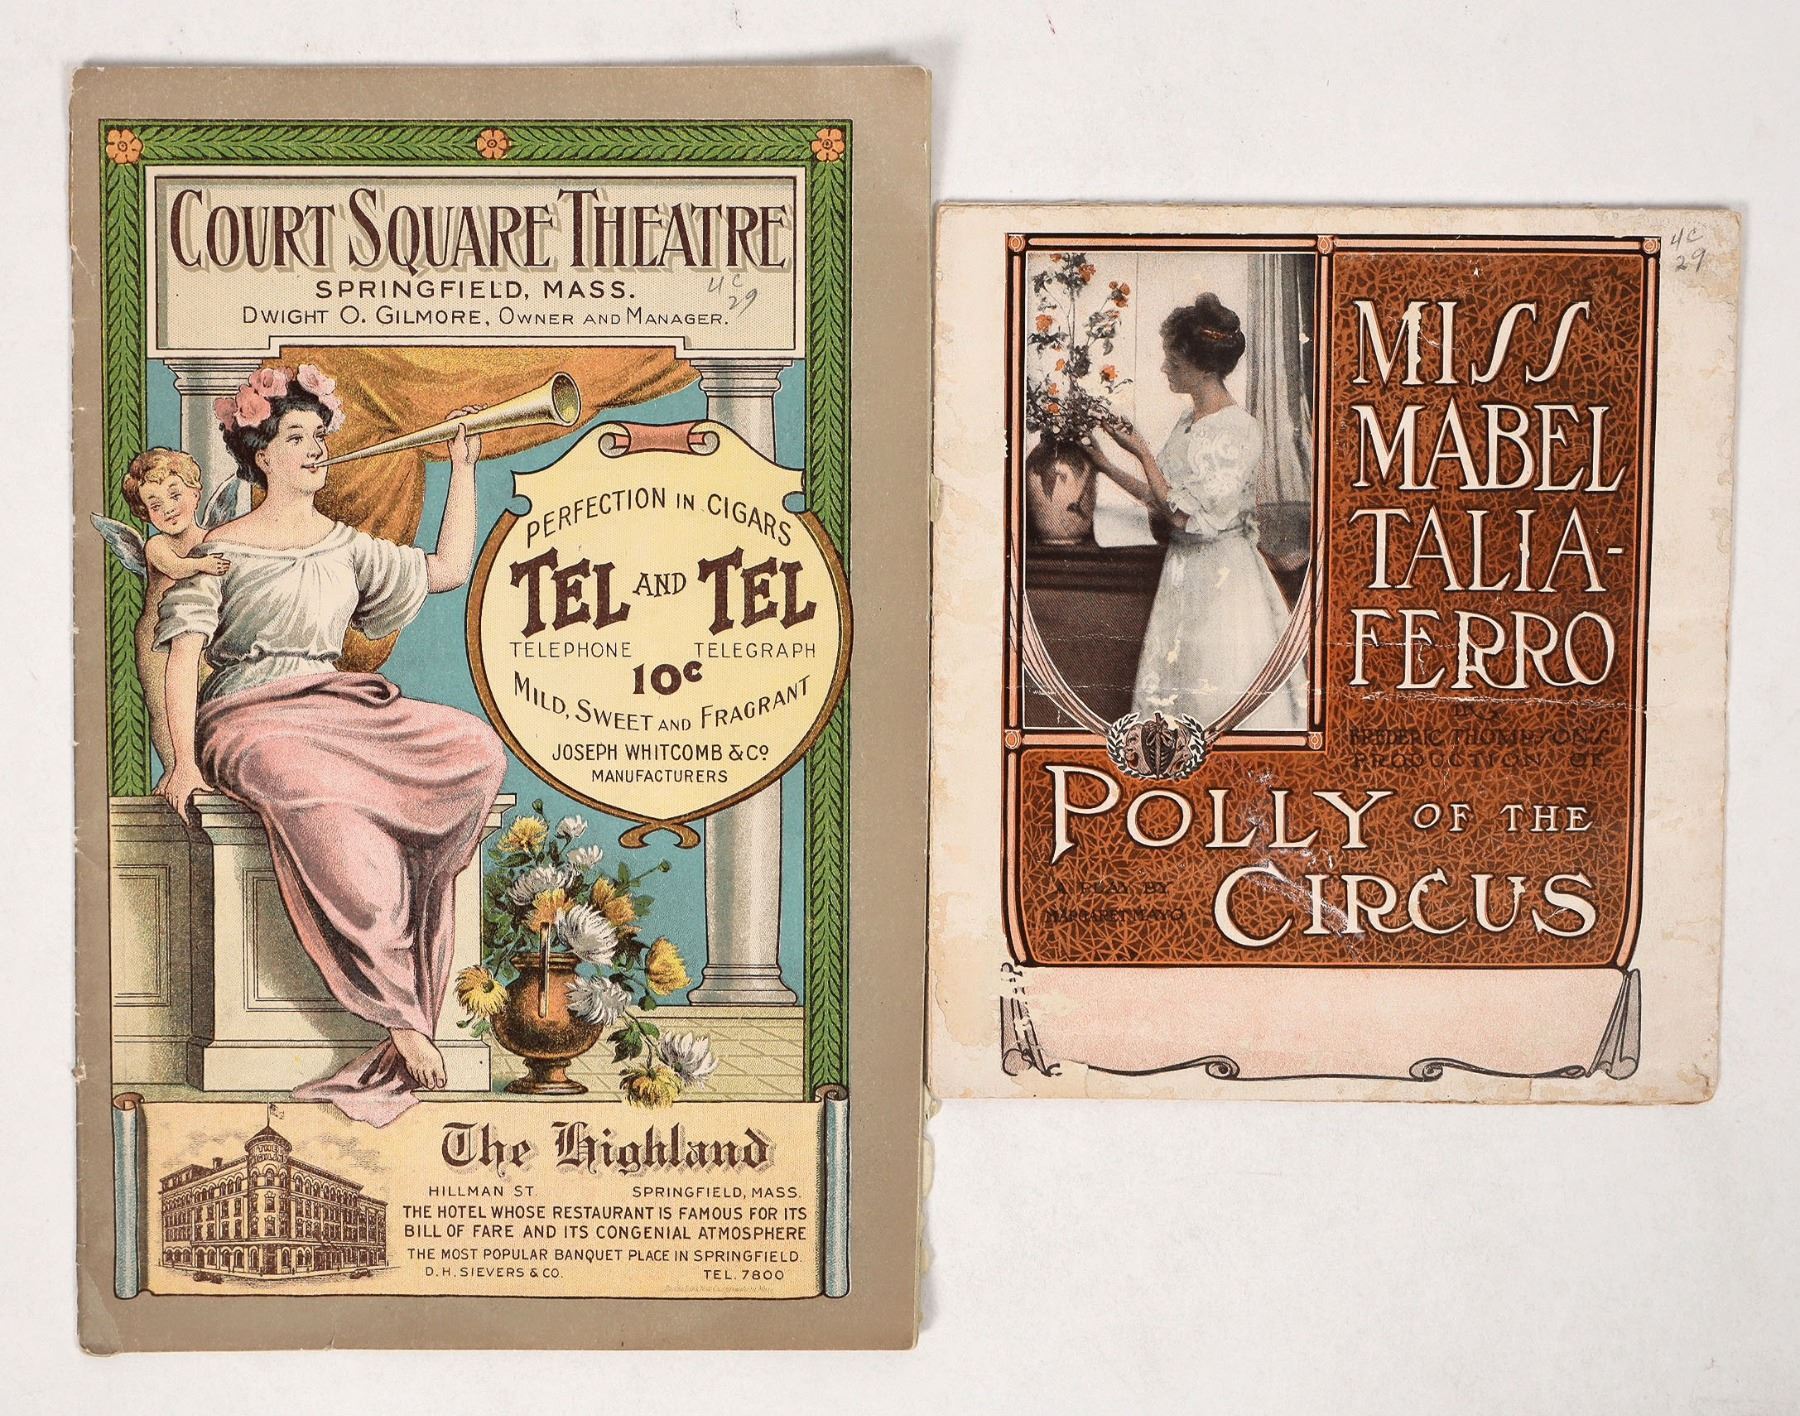 COURT SQUARE THEATRE
SPRINGFIELD, MASS.
DWIGHT O. GILMORE, OWNER AND MANAGER.
4C
29
PERFECTION IN CIGARS
TEL AND TEL
TELEPHONE TELEGRAPH
10c
MILD, SWEET AND FRAGRANT
JOSEPH WHITCOMB & CO
MANUFACTURERS
The Highland
HILLMAN ST. SPRINGFIELD, MASS.
THE HOTEL WHOSE RESTAURANT IS FAMOUS FOR ITS
BILL OF FARE AND ITS CONGENIAL ATMOSPHERE
THE MOST POPULAR BANQUET PLACE IN SPRINGFIELD.
D.H. SIEVERS & CO. TEL. 7800
4C
29
MISS
MABEL
TALIA-
FERRO
FREDERIC THOMPSON'S
PRODUCTION OF
POLLY OF THE
CIRCUS
A PLAY BY
MARGARET MAYO